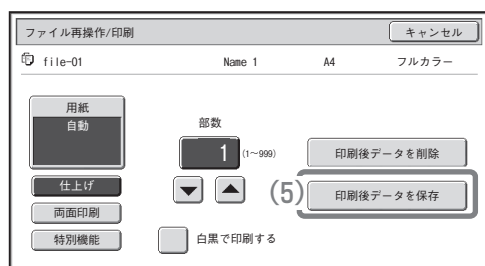 ファイル再操作/印刷
キャンセル
file-01 Name 1 A4 フルカラー
用紙
自動
部数
1 (1~999)
印刷後データを削除
仕上げ
(5) 印刷後データを保存
両面印刷
特別機能
白黒で印刷する